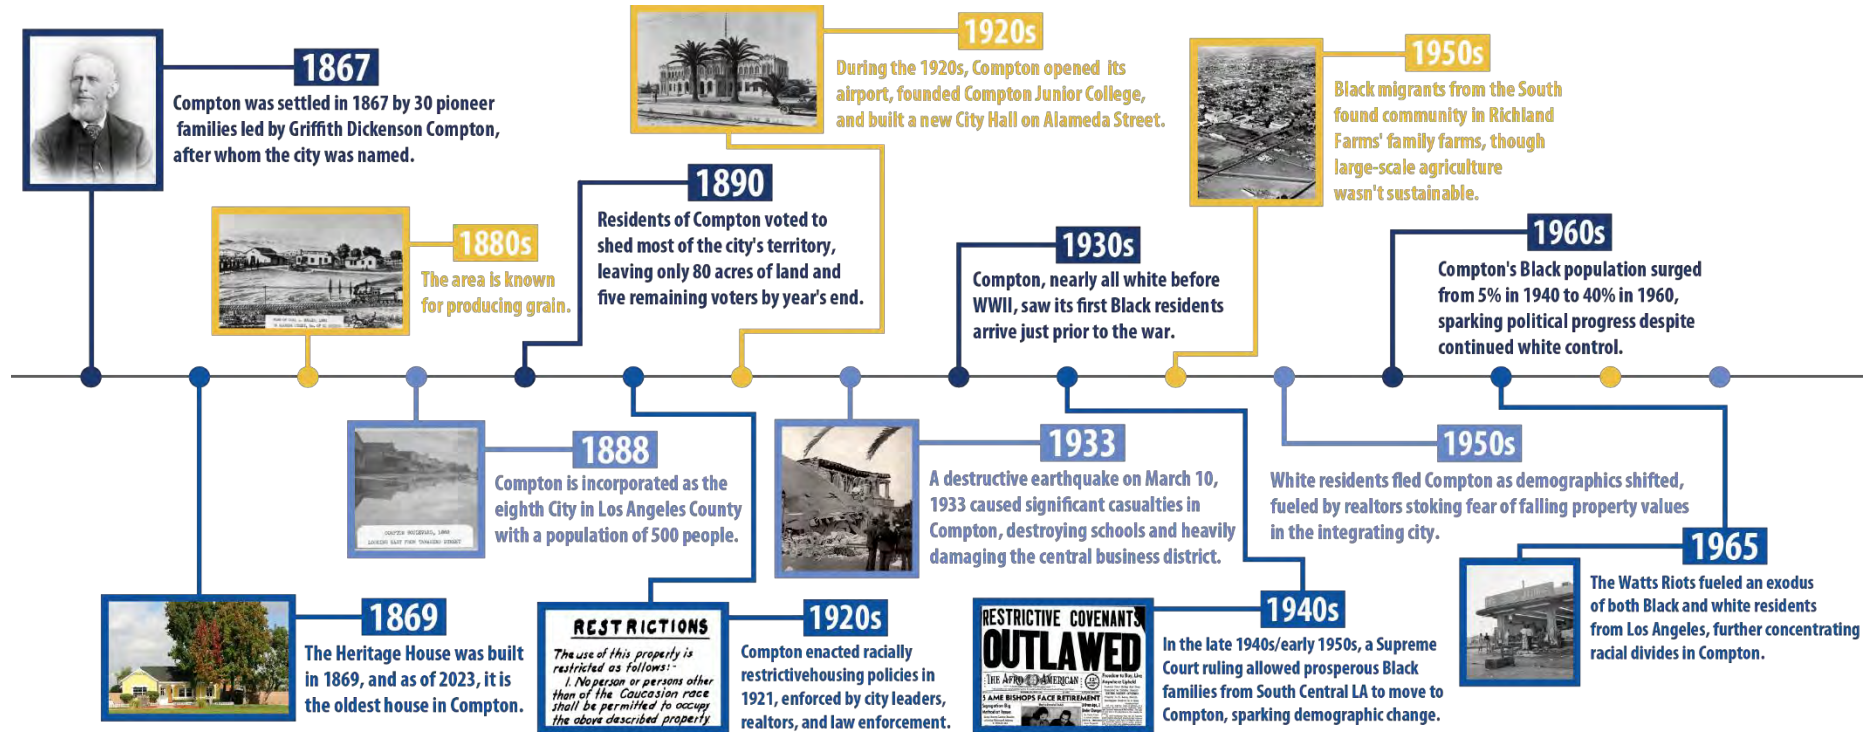 1867
Compton was settled in 1867 by 30 pioneer
families led by Griffith Dickenson Compton,
after whom the city was named.
1869
The Heritage House was built
in 1869, and as of 2023, it is
the oldest house in Compton.
1880s
The area is known
for producing grain.
1888
Compton is incorporated as the
eighth City in Los Angeles County
with a population of 500 people.
COMPTON BOULEVARD, 1888
1890
Residents of Compton voted to
shed most of the city's territory,
leaving only 80 acres of land and
five remaining voters by year's end.
RESTRICTIONS
The use of this property is
restricted as follows:-
1. No person or persons other
than of the Caucasion race
shall be permitted to occupy
the above described property
1920s
Compton enacted racially
restrictivehousing policies in
1921, enforced by city leaders,
realtors, and law enforcement.
1920s
During the 1920s, Compton opened its
airport, founded Compton Junior College,
and built a new City Hall on Alameda Street.
1933
A destructive earthquake on March 10,
1933 caused significant casualties in
Compton, destroying schools and heavily
damaging the central business district.
1930s
Compton, nearly all white before
WWII, saw its first Black residents
arrive just prior to the war.
RESTRICTIVE COVENANTS
OUTLAWED
THE AFRO AMERICAN
5 AME BISHOPS FACE RETIREMENT
1940s
In the late 1940s/early 1950s, a Supreme
Court ruling allowed prosperous Black
families from South Central LA to move to
Compton, sparking demographic change.
1950s
Black migrants from the South
found community in Richland
Farms' family farms, though
large-scale agriculture
wasn't sustainable.
1950s
White residents fled Compton as demographics shifted,
fueled by realtors stoking fear of falling property values
in the integrating city.
1960s
Compton's Black population surged
from 5% in 1940 to 40% in 1960,
sparking political progress despite
continued white control.
1965
The Watts Riots fueled an exodus
of both Black and white residents
from Los Angeles, further concentrating
racial divides in Compton.